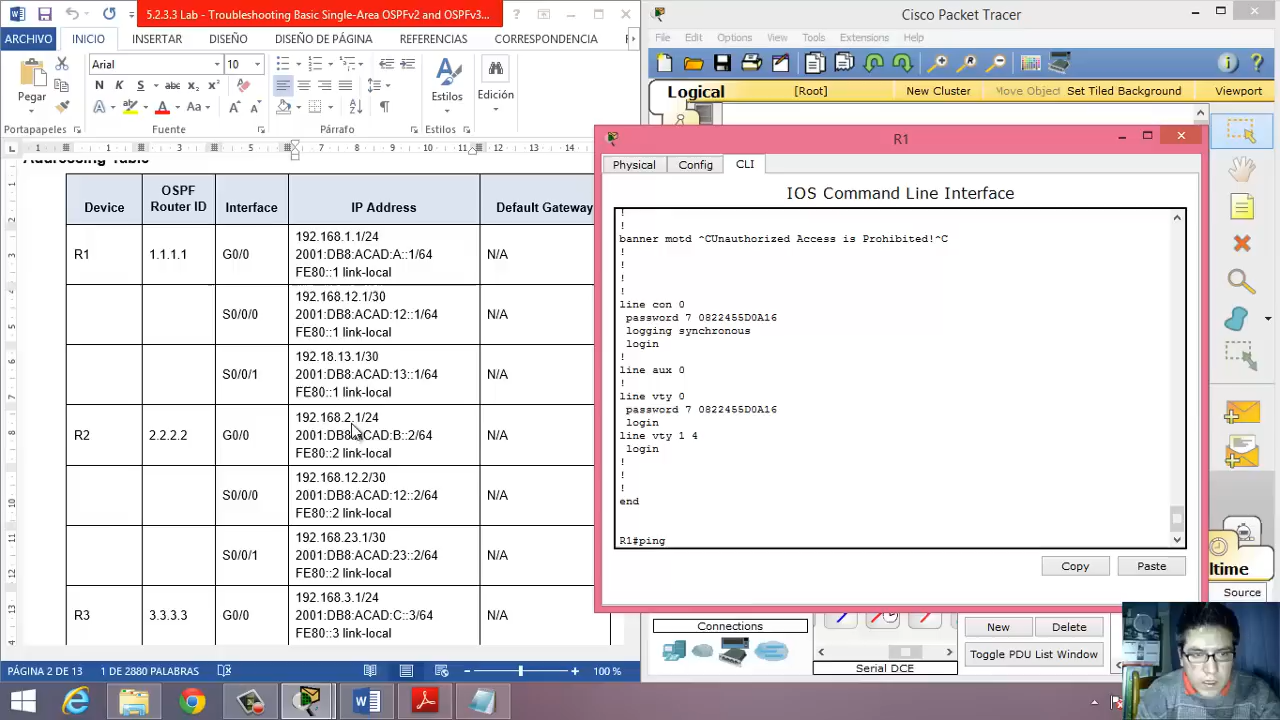 5.2.3.3 Lab - Troubleshooting Basic Single-Area OSPFv2 and OSPFv3...
ARCHIVO
INICIO
INSERTAR
DISEÑO
DISEÑO DE PÁGINA
REFERENCIAS
CORRESPONDENCIA
Pegar
Arial
10
N K S abc x₂ x²
Estilos
Edición
Portapapeles
Fuente
Párrafo
Estilos
Addressing Table
Device
OSPF Router ID
Interface
IP Address
Default Gateway
R1
1.1.1.1
G0/0
192.168.1.1/24
2001:DB8:ACAD:A::1/64
FE80::1 link-local
N/A
S0/0/0
192.168.12.1/30
2001:DB8:ACAD:12::1/64
FE80::1 link-local
N/A
S0/0/1
192.18.13.1/30
2001:DB8:ACAD:13::1/64
FE80::1 link-local
N/A
R2
2.2.2.2
G0/0
192.168.2.1/24
2001:DB8:ACAD:B::2/64
FE80::2 link-local
N/A
S0/0/0
192.168.12.2/30
2001:DB8:ACAD:12::2/64
FE80::2 link-local
N/A
S0/0/1
192.168.23.1/30
2001:DB8:ACAD:23::2/64
FE80::2 link-local
N/A
R3
3.3.3.3
G0/0
192.168.3.1/24
2001:DB8:ACAD:C::3/64
FE80::3 link-local
N/A
PÁGINA 2 DE 13
1 DE 2880 PALABRAS
100 %
Cisco Packet Tracer
File Edit Options View Tools Extensions Help
Logical
[Root]
New Cluster
Move Object
Set Tiled Background
Viewport
R1
Physical
Config
CLI
IOS Command Line Interface
!
!
banner motd ^CUnauthorized Access is Prohibited!^C
!
!
!
!
line con 0
password 7 0822455D0A16
logging synchronous
login
!
line aux 0
!
line vty 0
password 7 0822455D0A16
login
line vty 1 4
login
!
!
!
end
R1#ping
Copy
Paste
ltime
Source
Connections
Serial DCE
New
Delete
Toggle PDU List Window